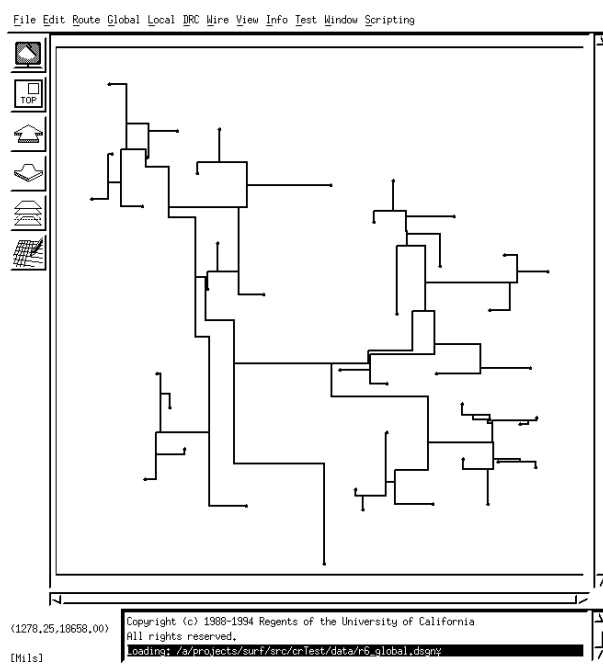 File Edit Route Global Local DRC Wire View Info Test Window Scripting
TOP
(1278.25,18658.00)
Copyright (c) 1988-1994 Regents of the University of California
All rights reserved.
Loading: /a/projects/surf/src/crTest/data/r6_global.dsgn
[Mils]